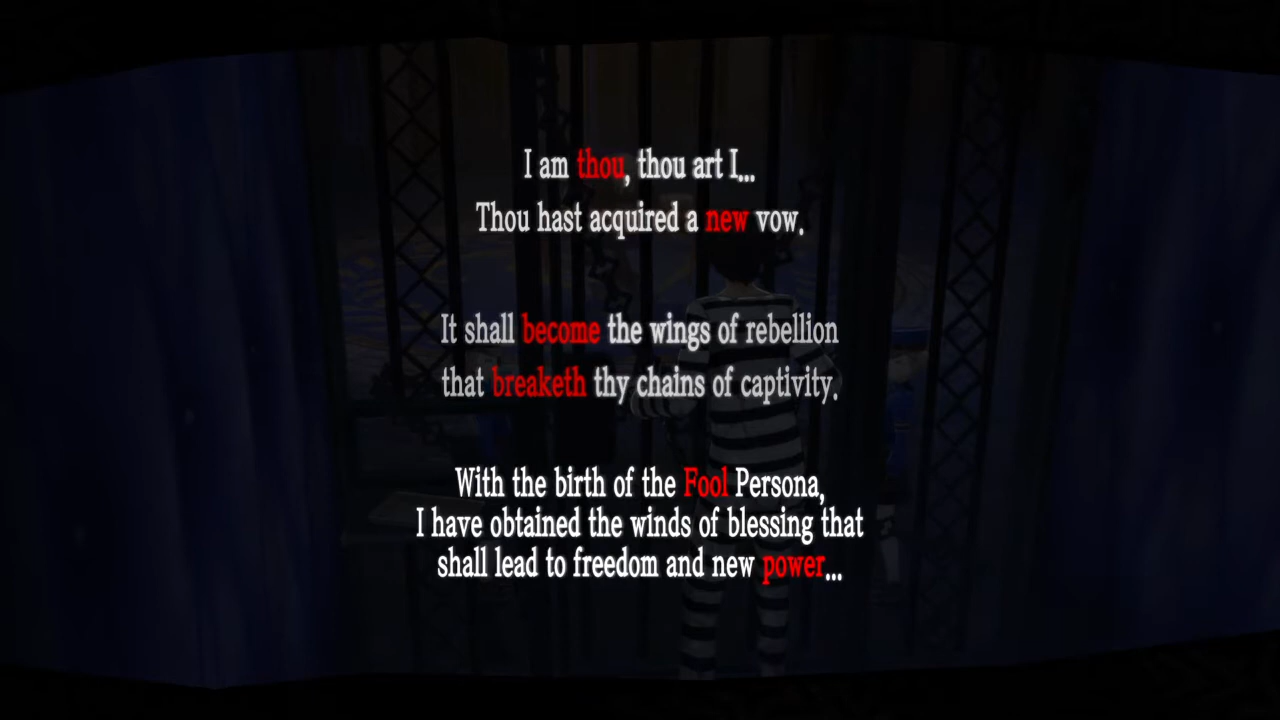 I am thou, thou art I...
Thou hast acquired a new vow.
It shall become the wings of rebellion
that breaketh thy chains of captivity.
With the birth of the Fool Persona,
I have obtained the winds of blessing that
shall lead to freedom and new power...